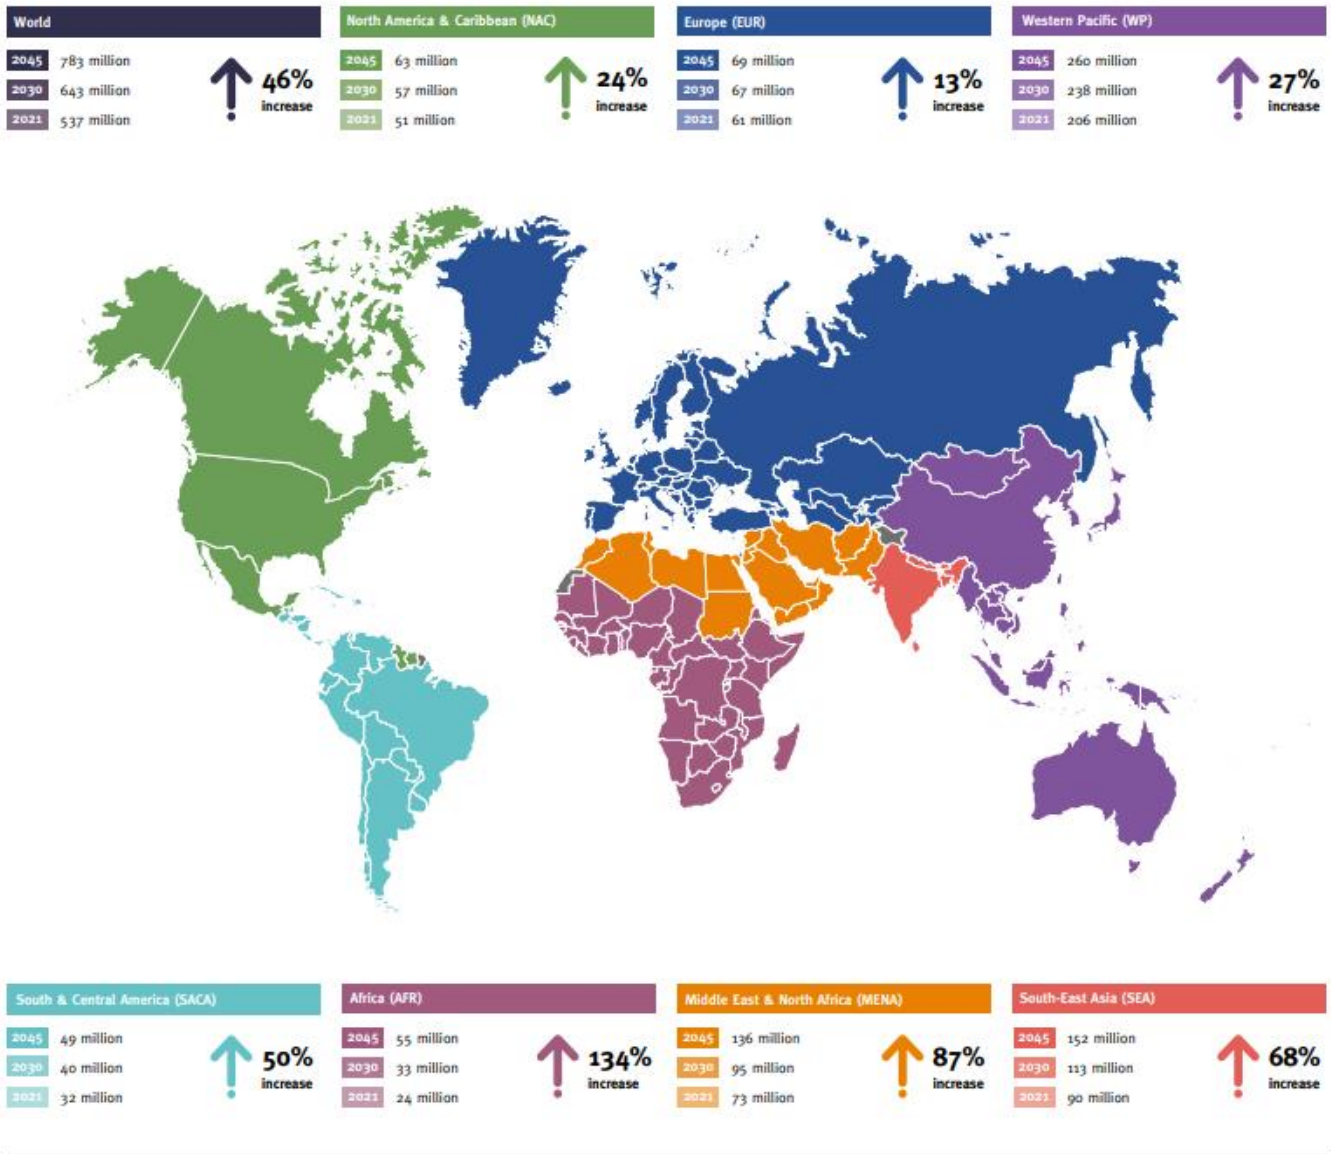 World
2045 783 million
2030 643 million
2021 537 million
46%
increase
North America & Caribbean (NAC)
2045 63 million
2030 57 million
2021 51 million
24%
increase
Europe (EUR)
2045 69 million
2030 67 million
2021 61 million
13%
increase
Western Pacific (WP)
2045 260 million
2030 238 million
2021 206 million
27%
increase
South & Central America (SACA)
2045 49 million
2030 40 million
2021 32 million
50%
increase
Africa (AFR)
2045 55 million
2030 33 million
2021 24 million
134%
increase
Middle East & North Africa (MENA)
2045 136 million
2030 95 million
2021 73 million
87%
increase
South-East Asia (SEA)
2045 152 million
2030 113 million
2021 90 million
68%
increase